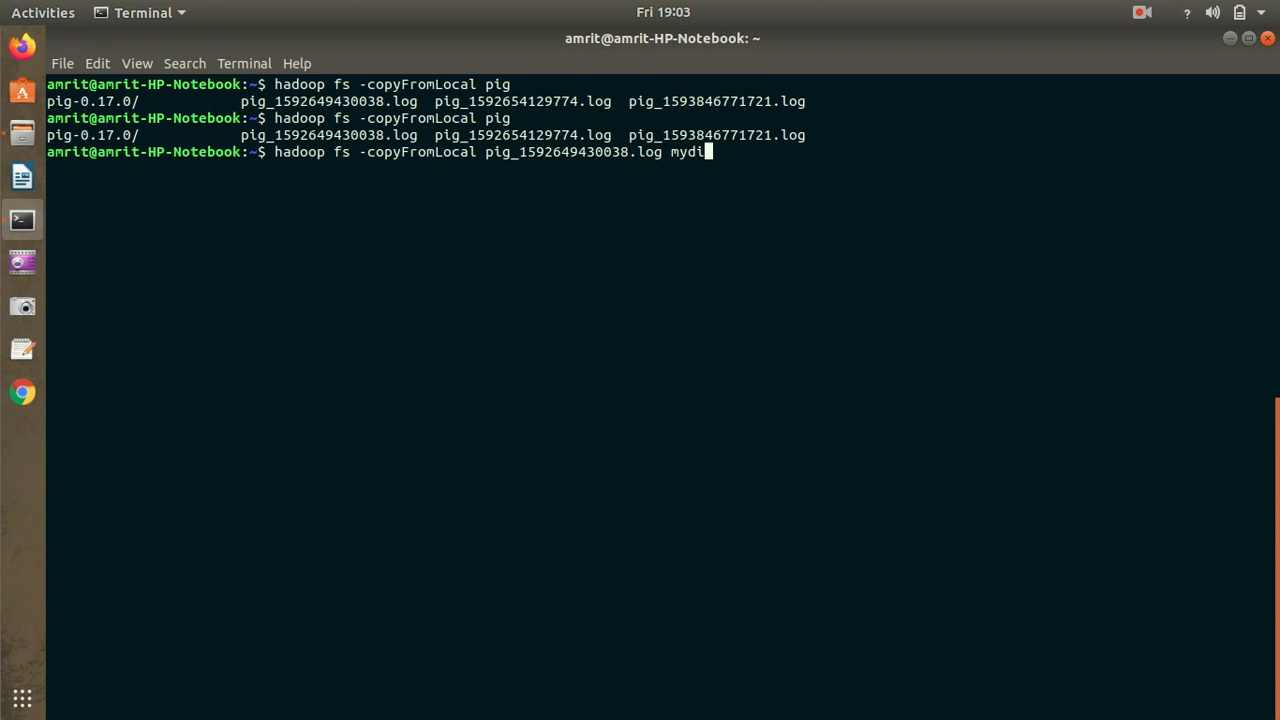 Activities Terminal Fri 19:03 ?
amrit@amrit-HP-Notebook: ~
File Edit View Search Terminal Help
amrit@amrit-HP-Notebook:~$ hadoop fs -copyFromLocal pig
pig-0.17.0/ pig_1592649430038.log pig_1592654129774.log pig_1593846771721.log
amrit@amrit-HP-Notebook:~$ hadoop fs -copyFromLocal pig
pig-0.17.0/ pig_1592649430038.log pig_1592654129774.log pig_1593846771721.log
amrit@amrit-HP-Notebook:~$ hadoop fs -copyFromLocal pig_1592649430038.log mydi